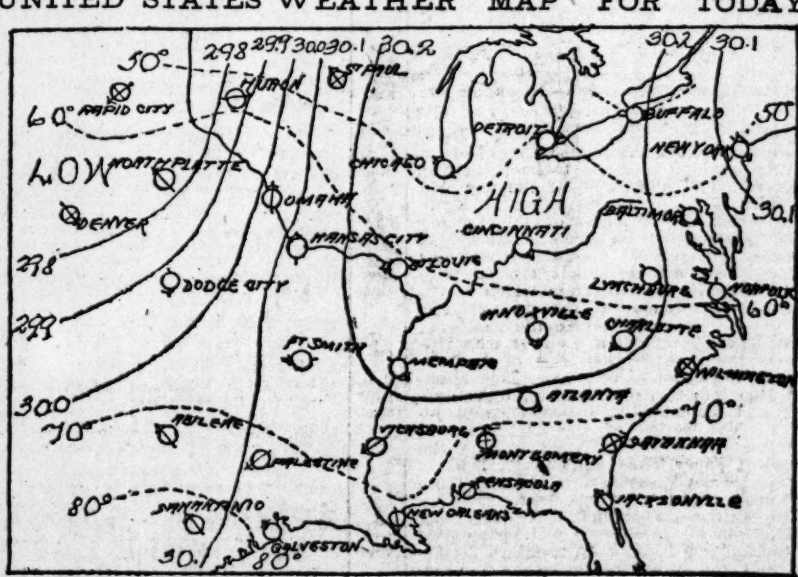 UNITED STATES WEATHER MAP FOR TODAY
29.8 29.9 30.0 30.1 30.2 30.2 30.1
50°
ST PAUL
HURON
RAPID CITY
60°
BUFFALO
50
DETROIT
NEW YORK
CHICAGO
LOW
NORTH PLATTE
HIGH
OMAHA
BALTIMOR
30.1
DENVER
CINCINNATI
KANSAS CITY
ST LOUIS
29.8
DODGE CITY
LYNCHBURG
NORFOLK
60°
29.9
KNOXVILLE
CHARLETTE
FT SMITH
MEMPHIS
WILMINGTON
30.0
ATLANTA
70°
70°
ABILENE
VICKSBURG
MONTGOMERY
SAVANNAH
PALESTINE
PENSACOLA
80°
SAN ANTONIO
NEW ORLEANS
JACKSONVILLE
GALVESTON
30.1
80°